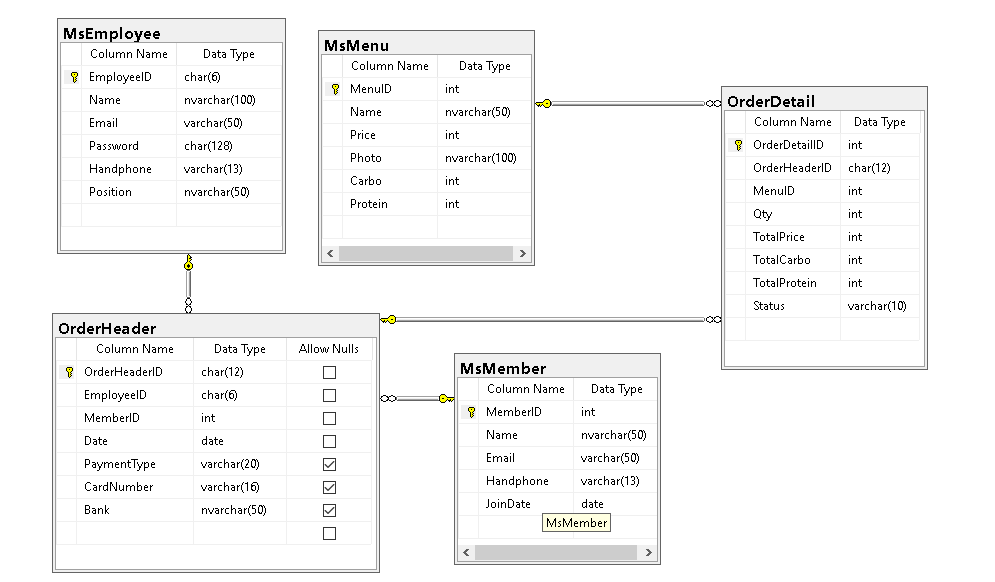 MsEmployee
Column Name Data Type
EmployeeID char(6)
Name nvarchar(100)
Email varchar(50)
Password char(128)
Handphone varchar(13)
Position nvarchar(50)
MsMenu
Column Name Data Type
MenuID int
Name nvarchar(50)
Price int
Photo nvarchar(100)
Carbo int
Protein int
OrderDetail
Column Name Data Type
OrderDetailID int
OrderHeaderID char(12)
MenuID int
Qty int
TotalPrice int
TotalCarbo int
TotalProtein int
Status varchar(10)
OrderHeader
Column Name Data Type Allow Nulls
OrderHeaderID char(12)
EmployeeID char(6)
MemberID int
Date date
PaymentType varchar(20)
CardNumber varchar(16)
Bank nvarchar(50)
MsMember
Column Name Data Type
MemberID int
Name nvarchar(50)
Email varchar(50)
Handphone varchar(13)
JoinDate date
MsMember